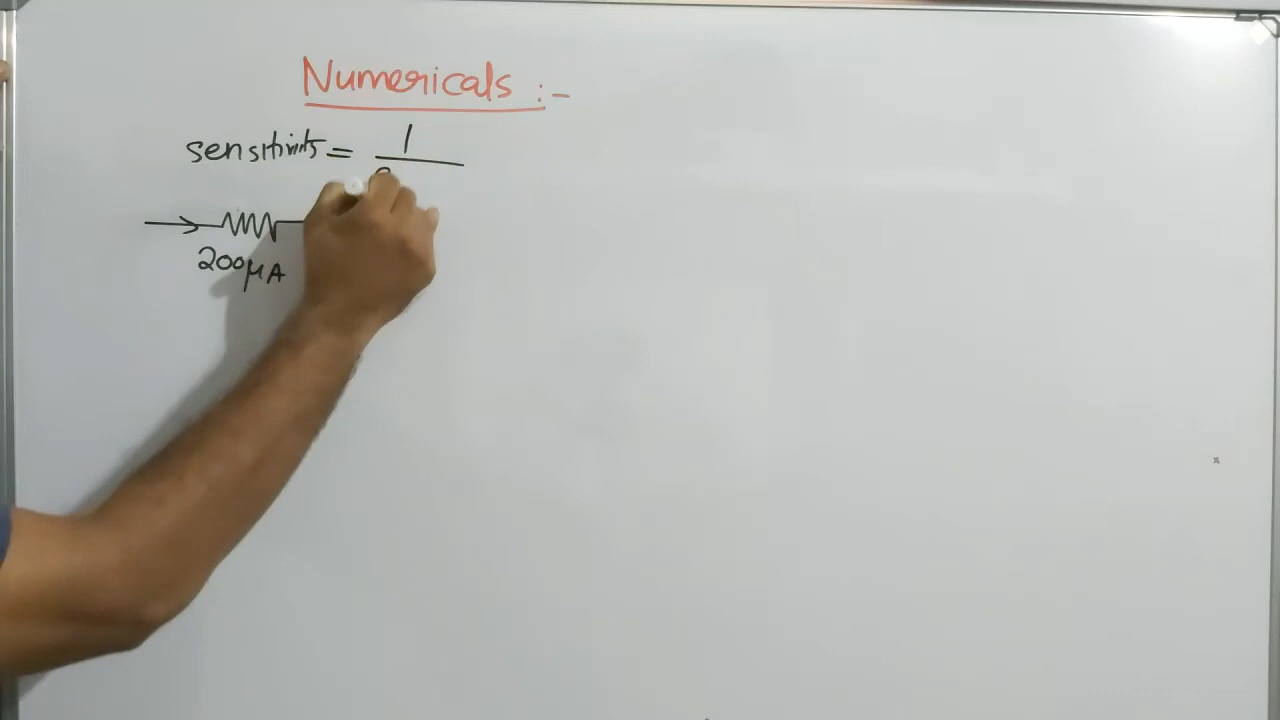 Numericals :-
sensitivity = 1
200μA